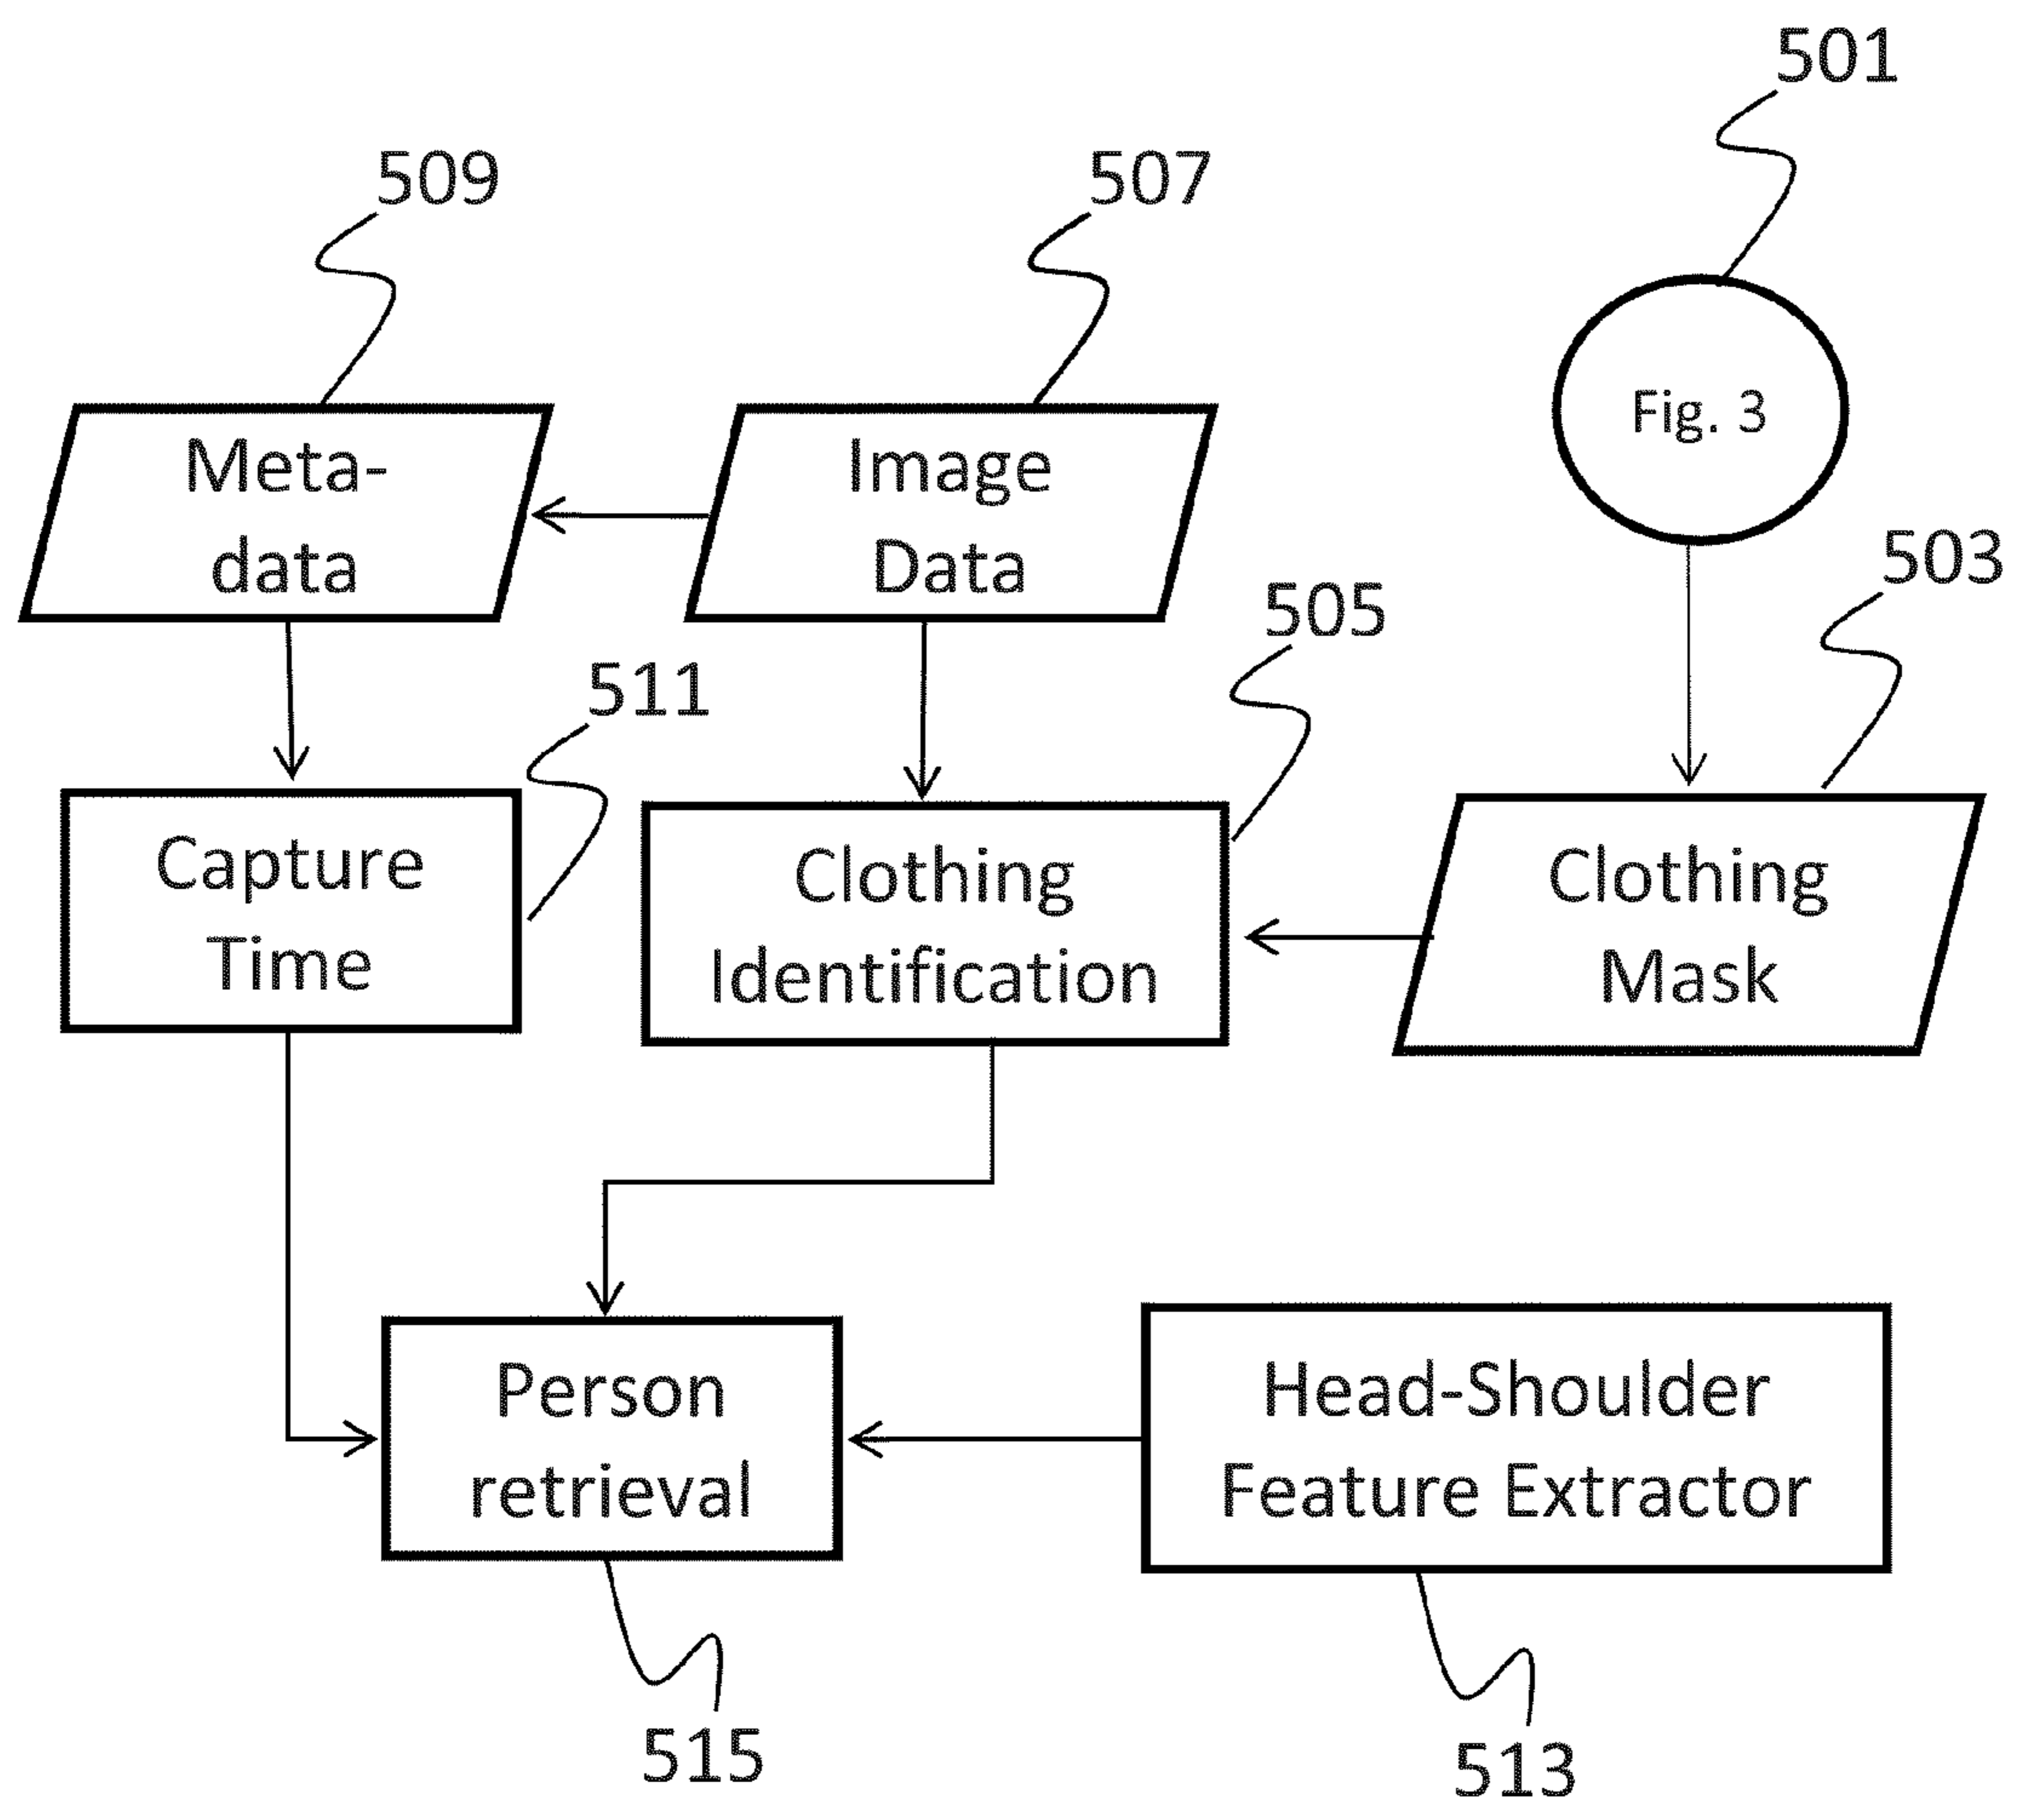 501
509
507
Meta-
data
Image
Data
Fig. 3
503
505
511
Capture
Time
Clothing
Identification
Clothing
Mask
Person
retrieval
Head-Shoulder
Feature Extractor
515
513